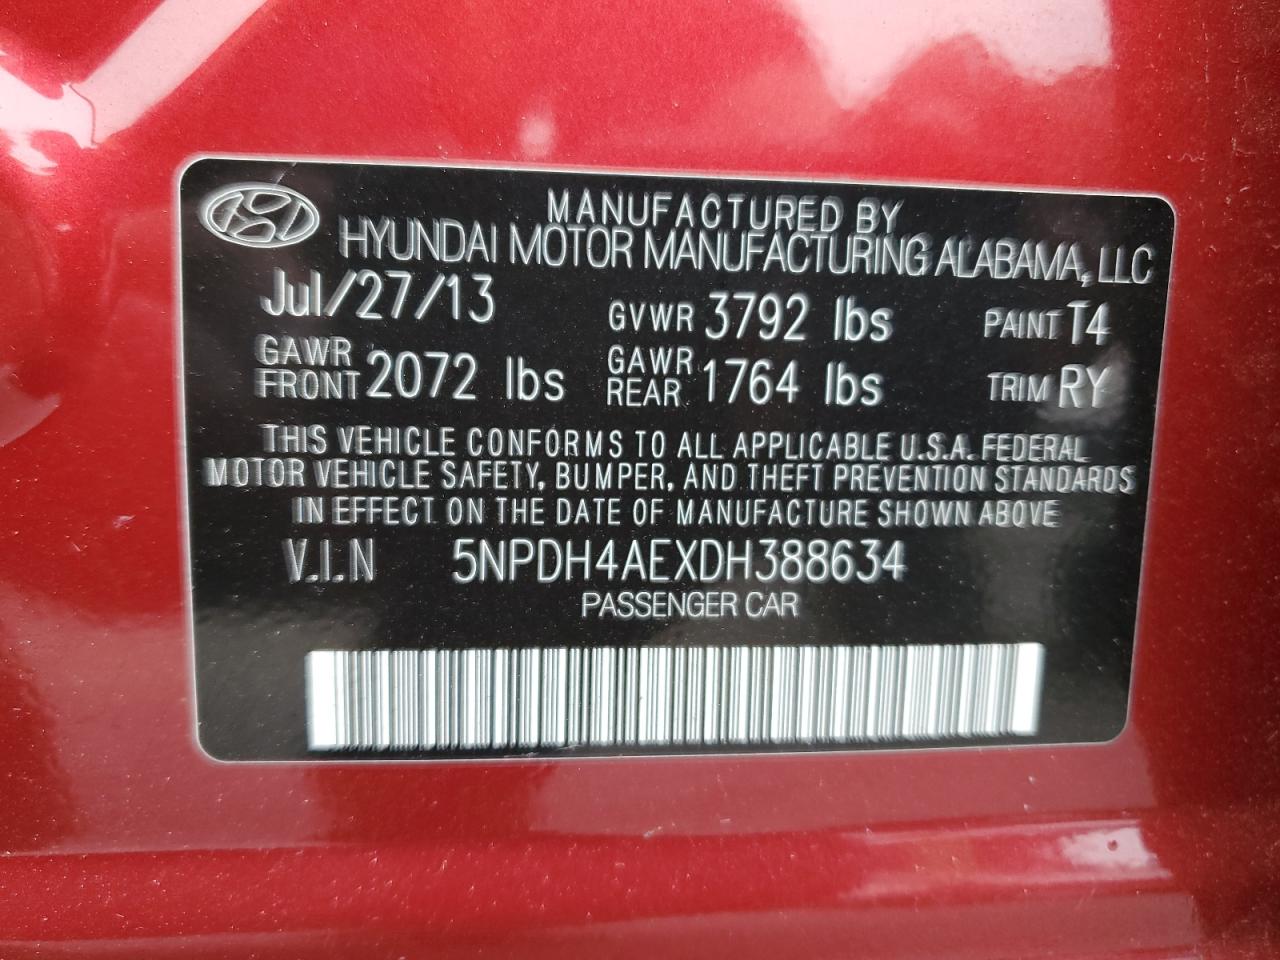 MANUFACTURED BY
HYUNDAI MOTOR MANUFACTURING ALABAMA, LLC
Jul/27/13 GVWR 3792 lbs PAINT T4
GAWR FRONT 2072 lbs GAWR REAR 1764 lbs TRIM RY
THIS VEHICLE CONFORMS TO ALL APPLICABLE U.S.A. FEDERAL
MOTOR VEHICLE SAFETY, BUMPER, AND THEFT PREVENTION STANDARDS
IN EFFECT ON THE DATE OF MANUFACTURE SHOWN ABOVE
V.I.N 5NPDH4AEXDH388634
PASSENGER CAR